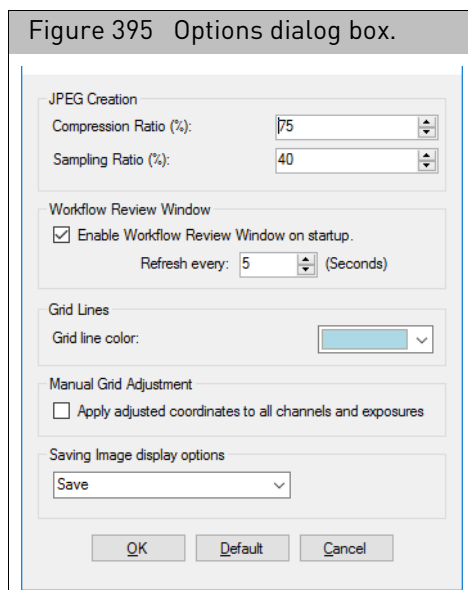 Figure 395 Options dialog box.
JPEG Creation
Compression Ratio (%): 75
Sampling Ratio (%): 40
Workflow Review Window
Enable Workflow Review Window on startup.
Refresh every: 5 (Seconds)
Grid Lines
Grid line color:
Manual Grid Adjustment
Apply adjusted coordinates to all channels and exposures
Saving Image display options
Save
OK Default Cancel